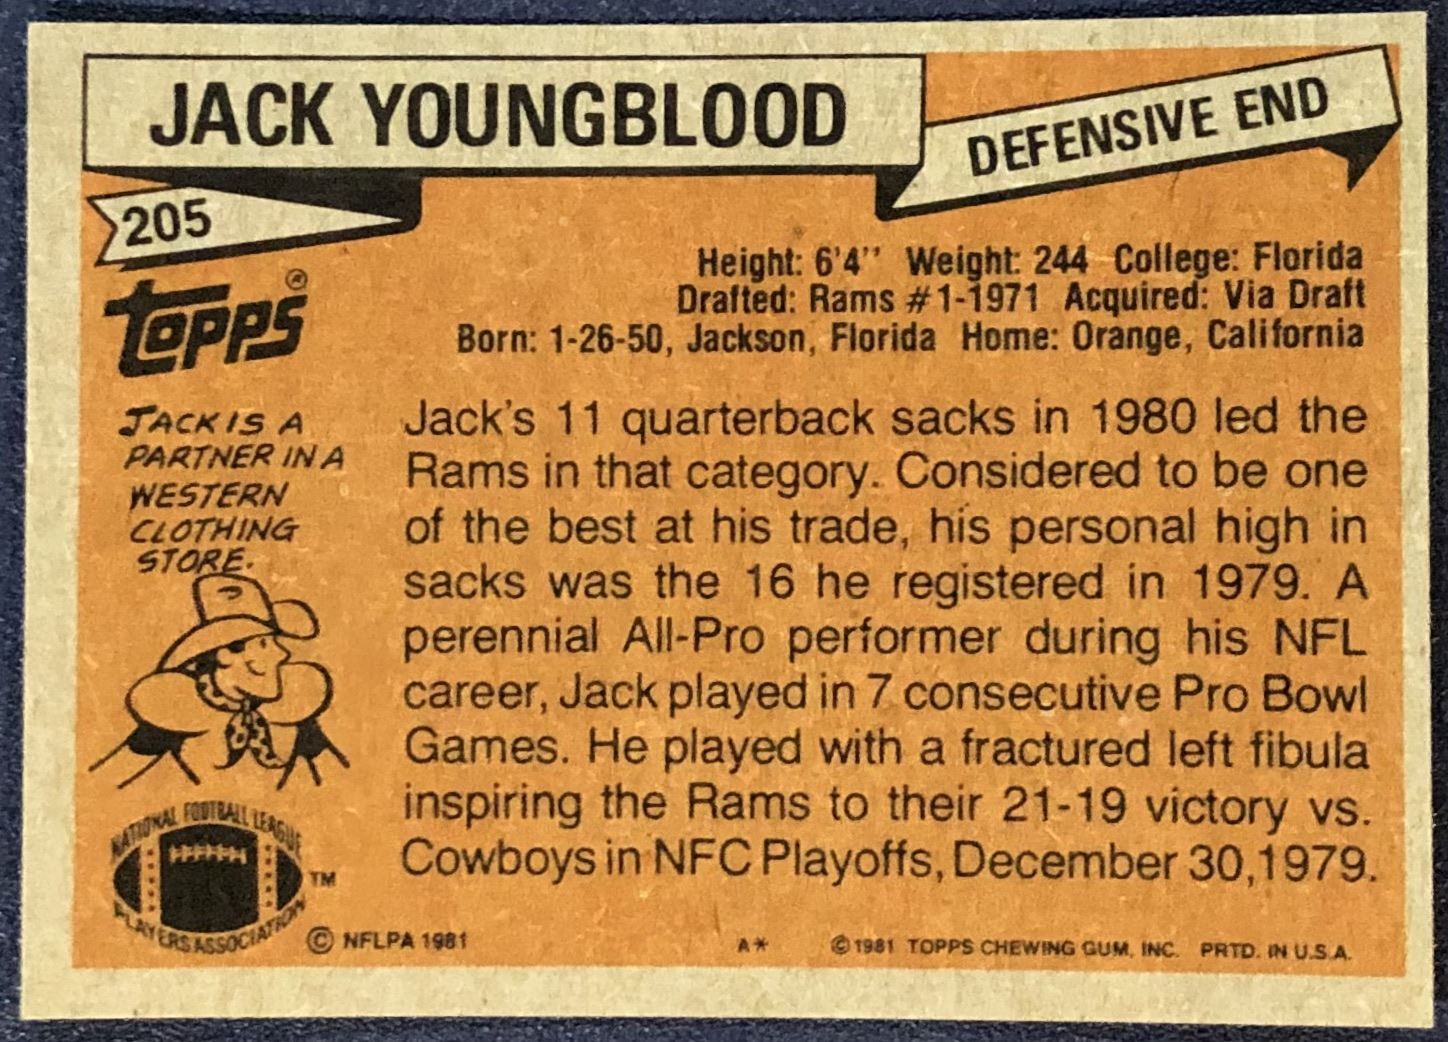 JACK YOUNGBLOOD
DEFENSIVE END
205
TOPPS®
Height: 6'4'' Weight: 244 College: Florida
Drafted: Rams #1-1971 Acquired: Via Draft
Born: 1-26-50, Jackson, Florida Home: Orange, California
JACK IS A
PARTNER IN A
WESTERN
CLOTHING
STORE.
Jack's 11 quarterback sacks in 1980 led the
Rams in that category. Considered to be one
of the best at his trade, his personal high in
sacks was the 16 he registered in 1979. A
perennial All-Pro performer during his NFL
career, Jack played in 7 consecutive Pro Bowl
Games. He played with a fractured left fibula
inspiring the Rams to their 21-19 victory vs.
Cowboys in NFC Playoffs, December 30, 1979.
NATIONAL FOOTBALL LEAGUE
PLAYERS ASSOCIATION
TM
© NFLPA 1981
A*
© 1981 TOPPS CHEWING GUM, INC. PRTD. IN U.S.A.